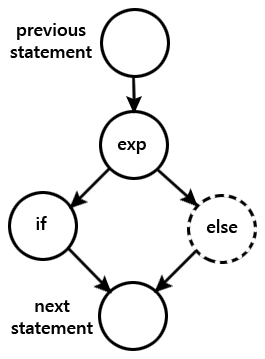 previous
statement
exp
if
else
next
statement